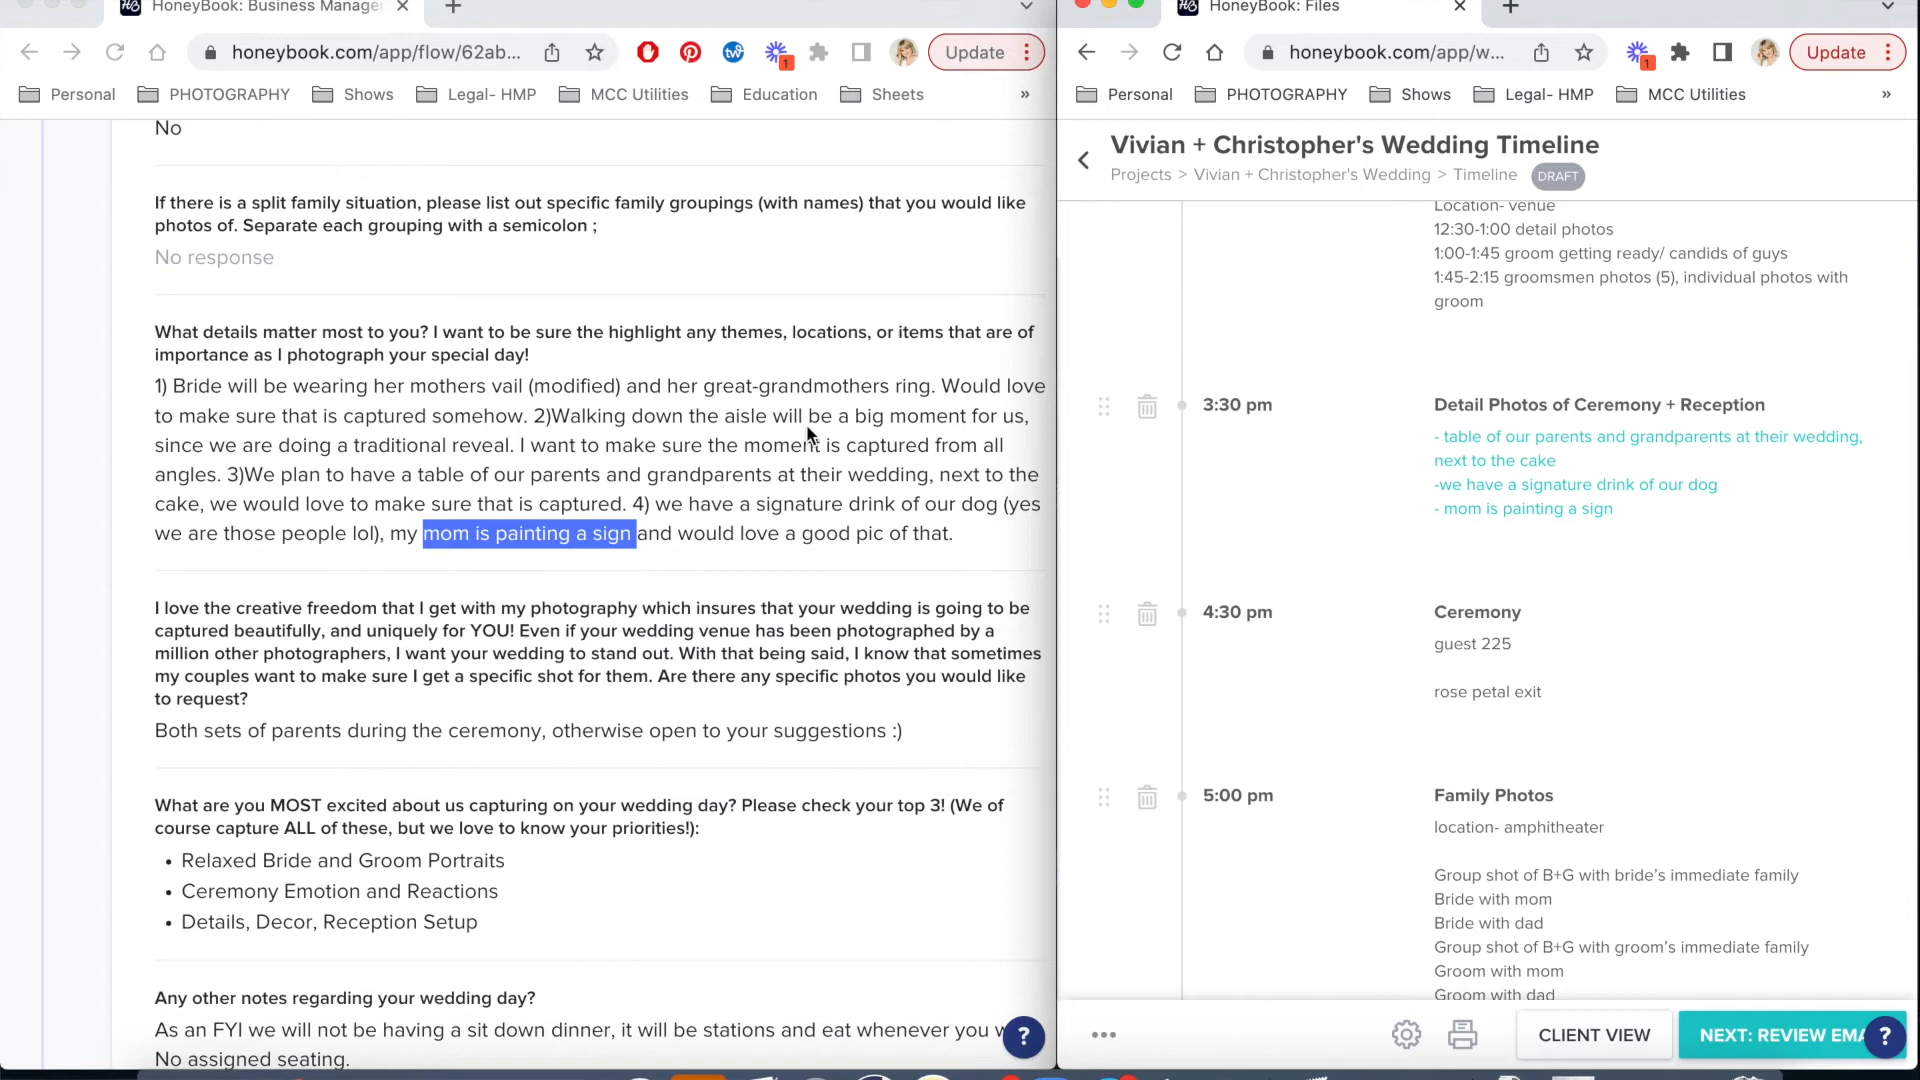 HoneyBook: Business Manage
honeybook.com/app/flow/62ab...
1
Update
Personal
PHOTOGRAPHY
Shows
Legal- HMP
MCC Utilities
Education
Sheets
»
No
If there is a split family situation, please list out specific family groupings (with names) that you would like
photos of. Separate each grouping with a semicolon ;
No response
What details matter most to you? I want to be sure the highlight any themes, locations, or items that are of
importance as I photograph your special day!
1) Bride will be wearing her mothers vail (modified) and her great-grandmothers ring. Would love
to make sure that is captured somehow. 2)Walking down the aisle will be a big moment for us,
since we are doing a traditional reveal. I want to make sure the moment is captured from all
angles. 3)We plan to have a table of our parents and grandparents at their wedding, next to the
cake, we would love to make sure that is captured. 4) we have a signature drink of our dog (yes
we are those people lol), my mom is painting a sign and would love a good pic of that.
I love the creative freedom that I get with my photography which insures that your wedding is going to be
captured beautifully, and uniquely for YOU! Even if your wedding venue has been photographed by a
million other photographers, I want your wedding to stand out. With that being said, I know that sometimes
my couples want to make sure I get a specific shot for them. Are there any specific photos you would like
to request?
Both sets of parents during the ceremony, otherwise open to your suggestions :)
What are you MOST excited about us capturing on your wedding day? Please check your top 3! (We of
course capture ALL of these, but we love to know your priorities!):
• Relaxed Bride and Groom Portraits
• Ceremony Emotion and Reactions
• Details, Decor, Reception Setup
Any other notes regarding your wedding day?
As an FYI we will not be having a sit down dinner, it will be stations and eat whenever you
No assigned seating.
?
HoneyBook: Files
honeybook.com/app/w...
1
Update
Personal
PHOTOGRAPHY
Shows
Legal- HMP
MCC Utilities
»
Vivian + Christopher's Wedding Timeline
Projects > Vivian + Christopher's Wedding > Timeline DRAFT
Location- venue
12:30-1:00 detail photos
1:00-1:45 groom getting ready/ candids of guys
1:45-2:15 groomsmen photos (5), individual photos with
groom
3:30 pm
Detail Photos of Ceremony + Reception
- table of our parents and grandparents at their wedding,
next to the cake
-we have a signature drink of our dog
- mom is painting a sign
4:30 pm
Ceremony
guest 225
rose petal exit
5:00 pm
Family Photos
location- amphitheater
Group shot of B+G with bride’s immediate family
Bride with mom
Bride with dad
Group shot of B+G with groom’s immediate family
Groom with mom
Groom with dad
CLIENT VIEW
NEXT: REVIEW EMA
?